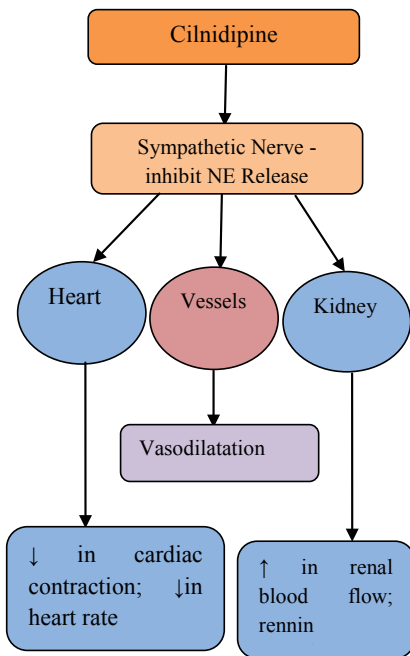 Cilnidipine
Sympathetic Nerve -
inhibit NE Release
Heart
Vessels
Kidney
Vasodilatation
↓ in cardiac
contraction; ↓in
heart rate
↑ in renal
blood flow;
rennin